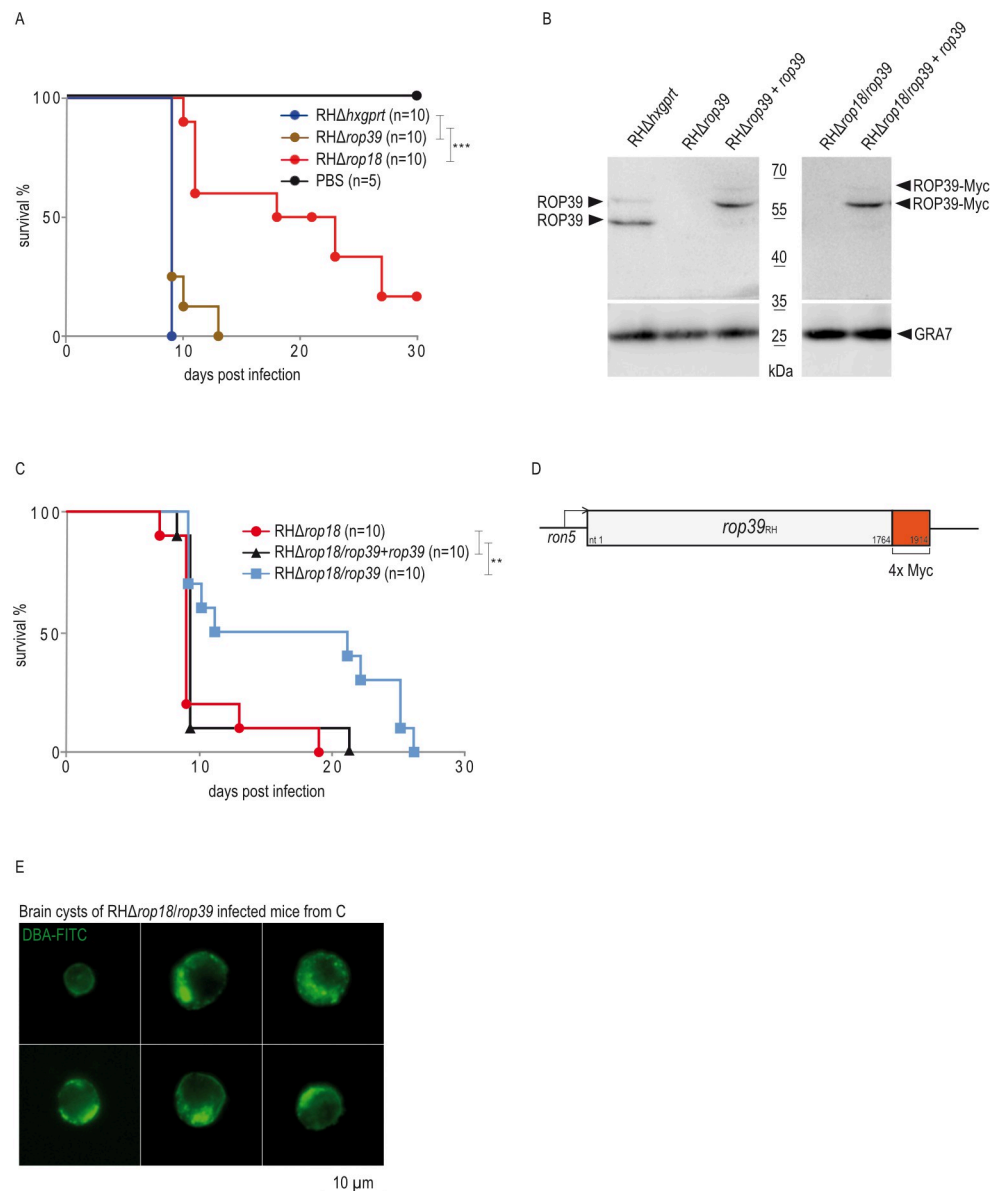 A
100
50
0
survival %
0
10
20
30
days post infection
RHΔhxgprt (n=10)
RHΔrop39 (n=10)
RHΔrop18 (n=10)
PBS (n=5)
***
B
RHΔhxgprt
RHΔrop39
RHΔrop39 + rop39
RHΔrop18/rop39
RHΔrop18/rop39 + rop39
ROP39
ROP39
70
55
40
35
25
kDa
ROP39-Myc
ROP39-Myc
GRA7
C
100
50
0
survival %
0
10
20
30
days post infection
RHΔrop18 (n=10)
RHΔrop18/rop39+rop39 (n=10)
RHΔrop18/rop39 (n=10)
**
D
ron5
nt 1
rop39RH
1764
1914
4x Myc
E
Brain cysts of RHΔrop18/rop39 infected mice from C
DBA-FITC
10 µm